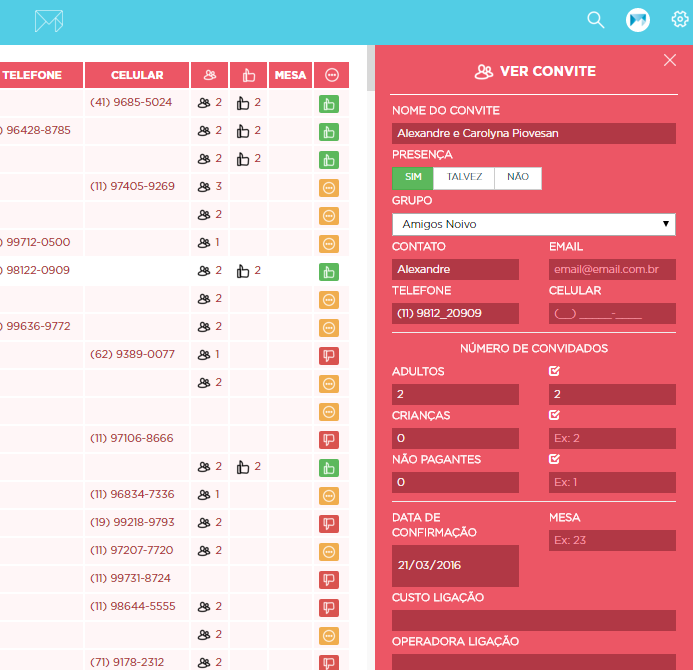 TELEFONE CELULAR MESA
(41) 9685-5024 2 2
) 96428-8785 2 2
2 2
(11) 97405-9269 3
2
) 99712-0500 1
) 98122-0909 2 2
2
) 99636-9772 2
(62) 9389-0077 1
2
(11) 97106-8666
2 2
(11) 96834-7336 1
(19) 99218-9793 2
(11) 97207-7720 2
(11) 99731-8724
(11) 98644-5555 2
2
(71) 9178-2312 2
VER CONVITE
NOME DO CONVITE
Alexandre e Carolyna Piovesan
PRESENÇA
SIM TALVEZ NÃO
GRUPO
Amigos Noivo
CONTATO EMAIL
Alexandre email@email.com.br
TELEFONE CELULAR
(11) 9812_20909 (__) _____-____
NÚMERO DE CONVIDADOS
ADULTOS
2 2
CRIANÇAS
0 Ex: 2
NÃO PAGANTES
0 Ex: 1
DATA DE CONFIRMAÇÃO MESA
21/03/2016 Ex: 23
CUSTO LIGAÇÃO
OPERADORA LIGAÇÃO